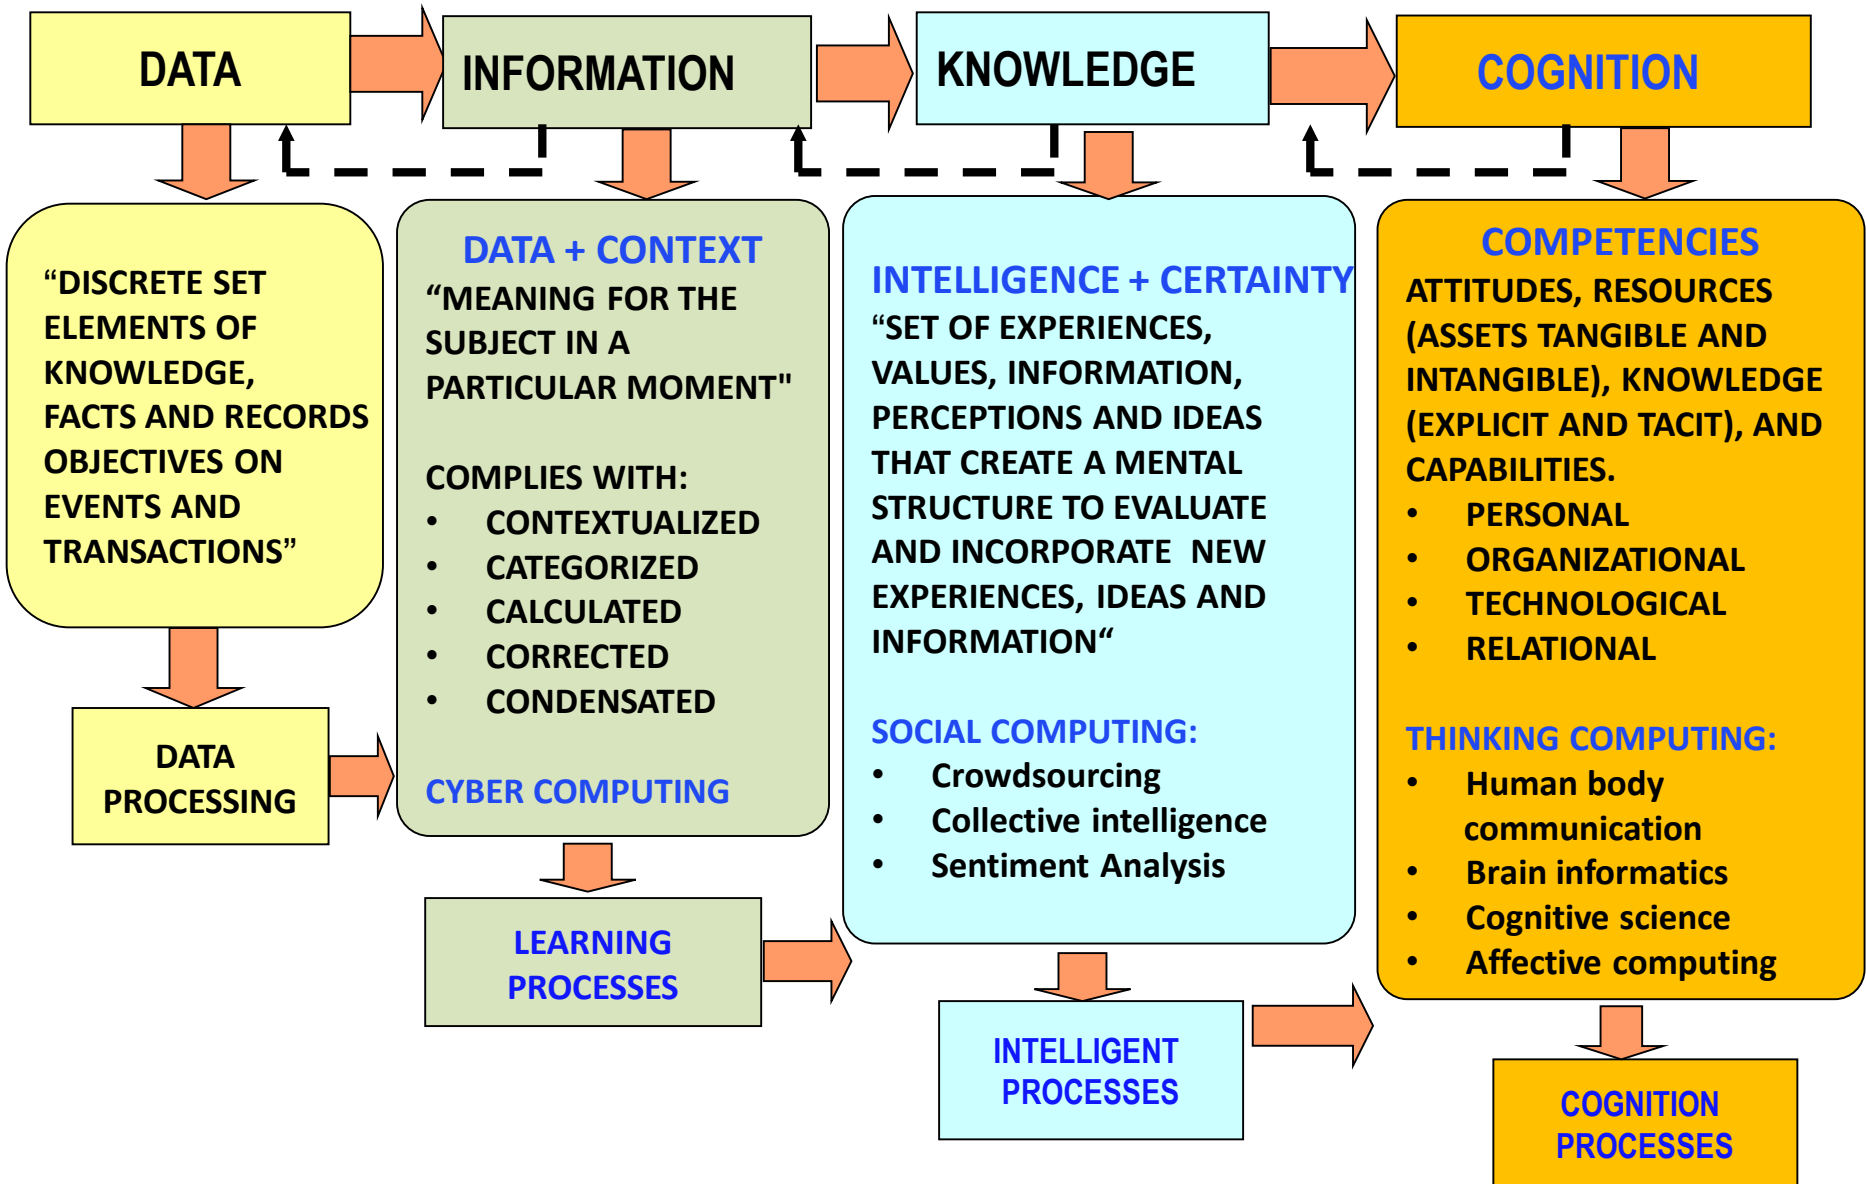 DATA
INFORMATION
KNOWLEDGE
COGNITION
“DISCRETE SET
ELEMENTS OF
KNOWLEDGE,
FACTS AND RECORDS
OBJECTIVES ON
EVENTS AND
TRANSACTIONS”
DATA
PROCESSING
DATA + CONTEXT
“MEANING FOR THE
SUBJECT IN A
PARTICULAR MOMENT"
COMPLIES WITH:
• CONTEXTUALIZED
• CATEGORIZED
• CALCULATED
• CORRECTED
• CONDENSATED
CYBER COMPUTING
LEARNING
PROCESSES
INTELLIGENCE + CERTAINTY
“SET OF EXPERIENCES,
VALUES, INFORMATION,
PERCEPTIONS AND IDEAS
THAT CREATE A MENTAL
STRUCTURE TO EVALUATE
AND INCORPORATE NEW
EXPERIENCES, IDEAS AND
INFORMATION“
SOCIAL COMPUTING:
• Crowdsourcing
• Collective intelligence
• Sentiment Analysis
INTELLIGENT
PROCESSES
COMPETENCIES
ATTITUDES, RESOURCES
(ASSETS TANGIBLE AND
INTANGIBLE), KNOWLEDGE
(EXPLICIT AND TACIT), AND
CAPABILITIES.
• PERSONAL
• ORGANIZATIONAL
• TECHNOLOGICAL
• RELATIONAL
THINKING COMPUTING:
• Human body
communication
• Brain informatics
• Cognitive science
• Affective computing
COGNITION
PROCESSES